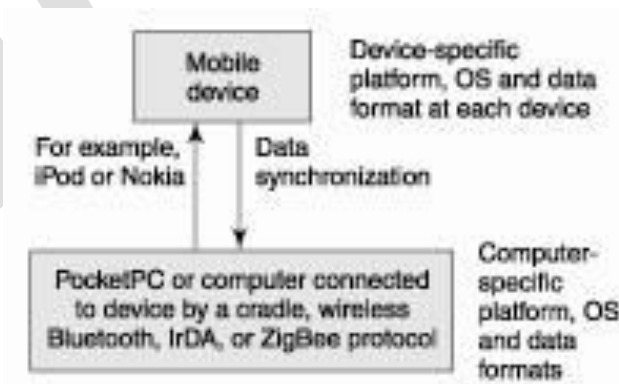 Mobile
device
Device-specific
platform, OS and data
format at each device
For example,
iPod or Nokia
Data
synchronization
PocketPC or computer connected
to device by a cradle, wireless
Bluetooth, IrDA, or ZigBee protocol
Computer-
specific
platform, OS
and data
formats